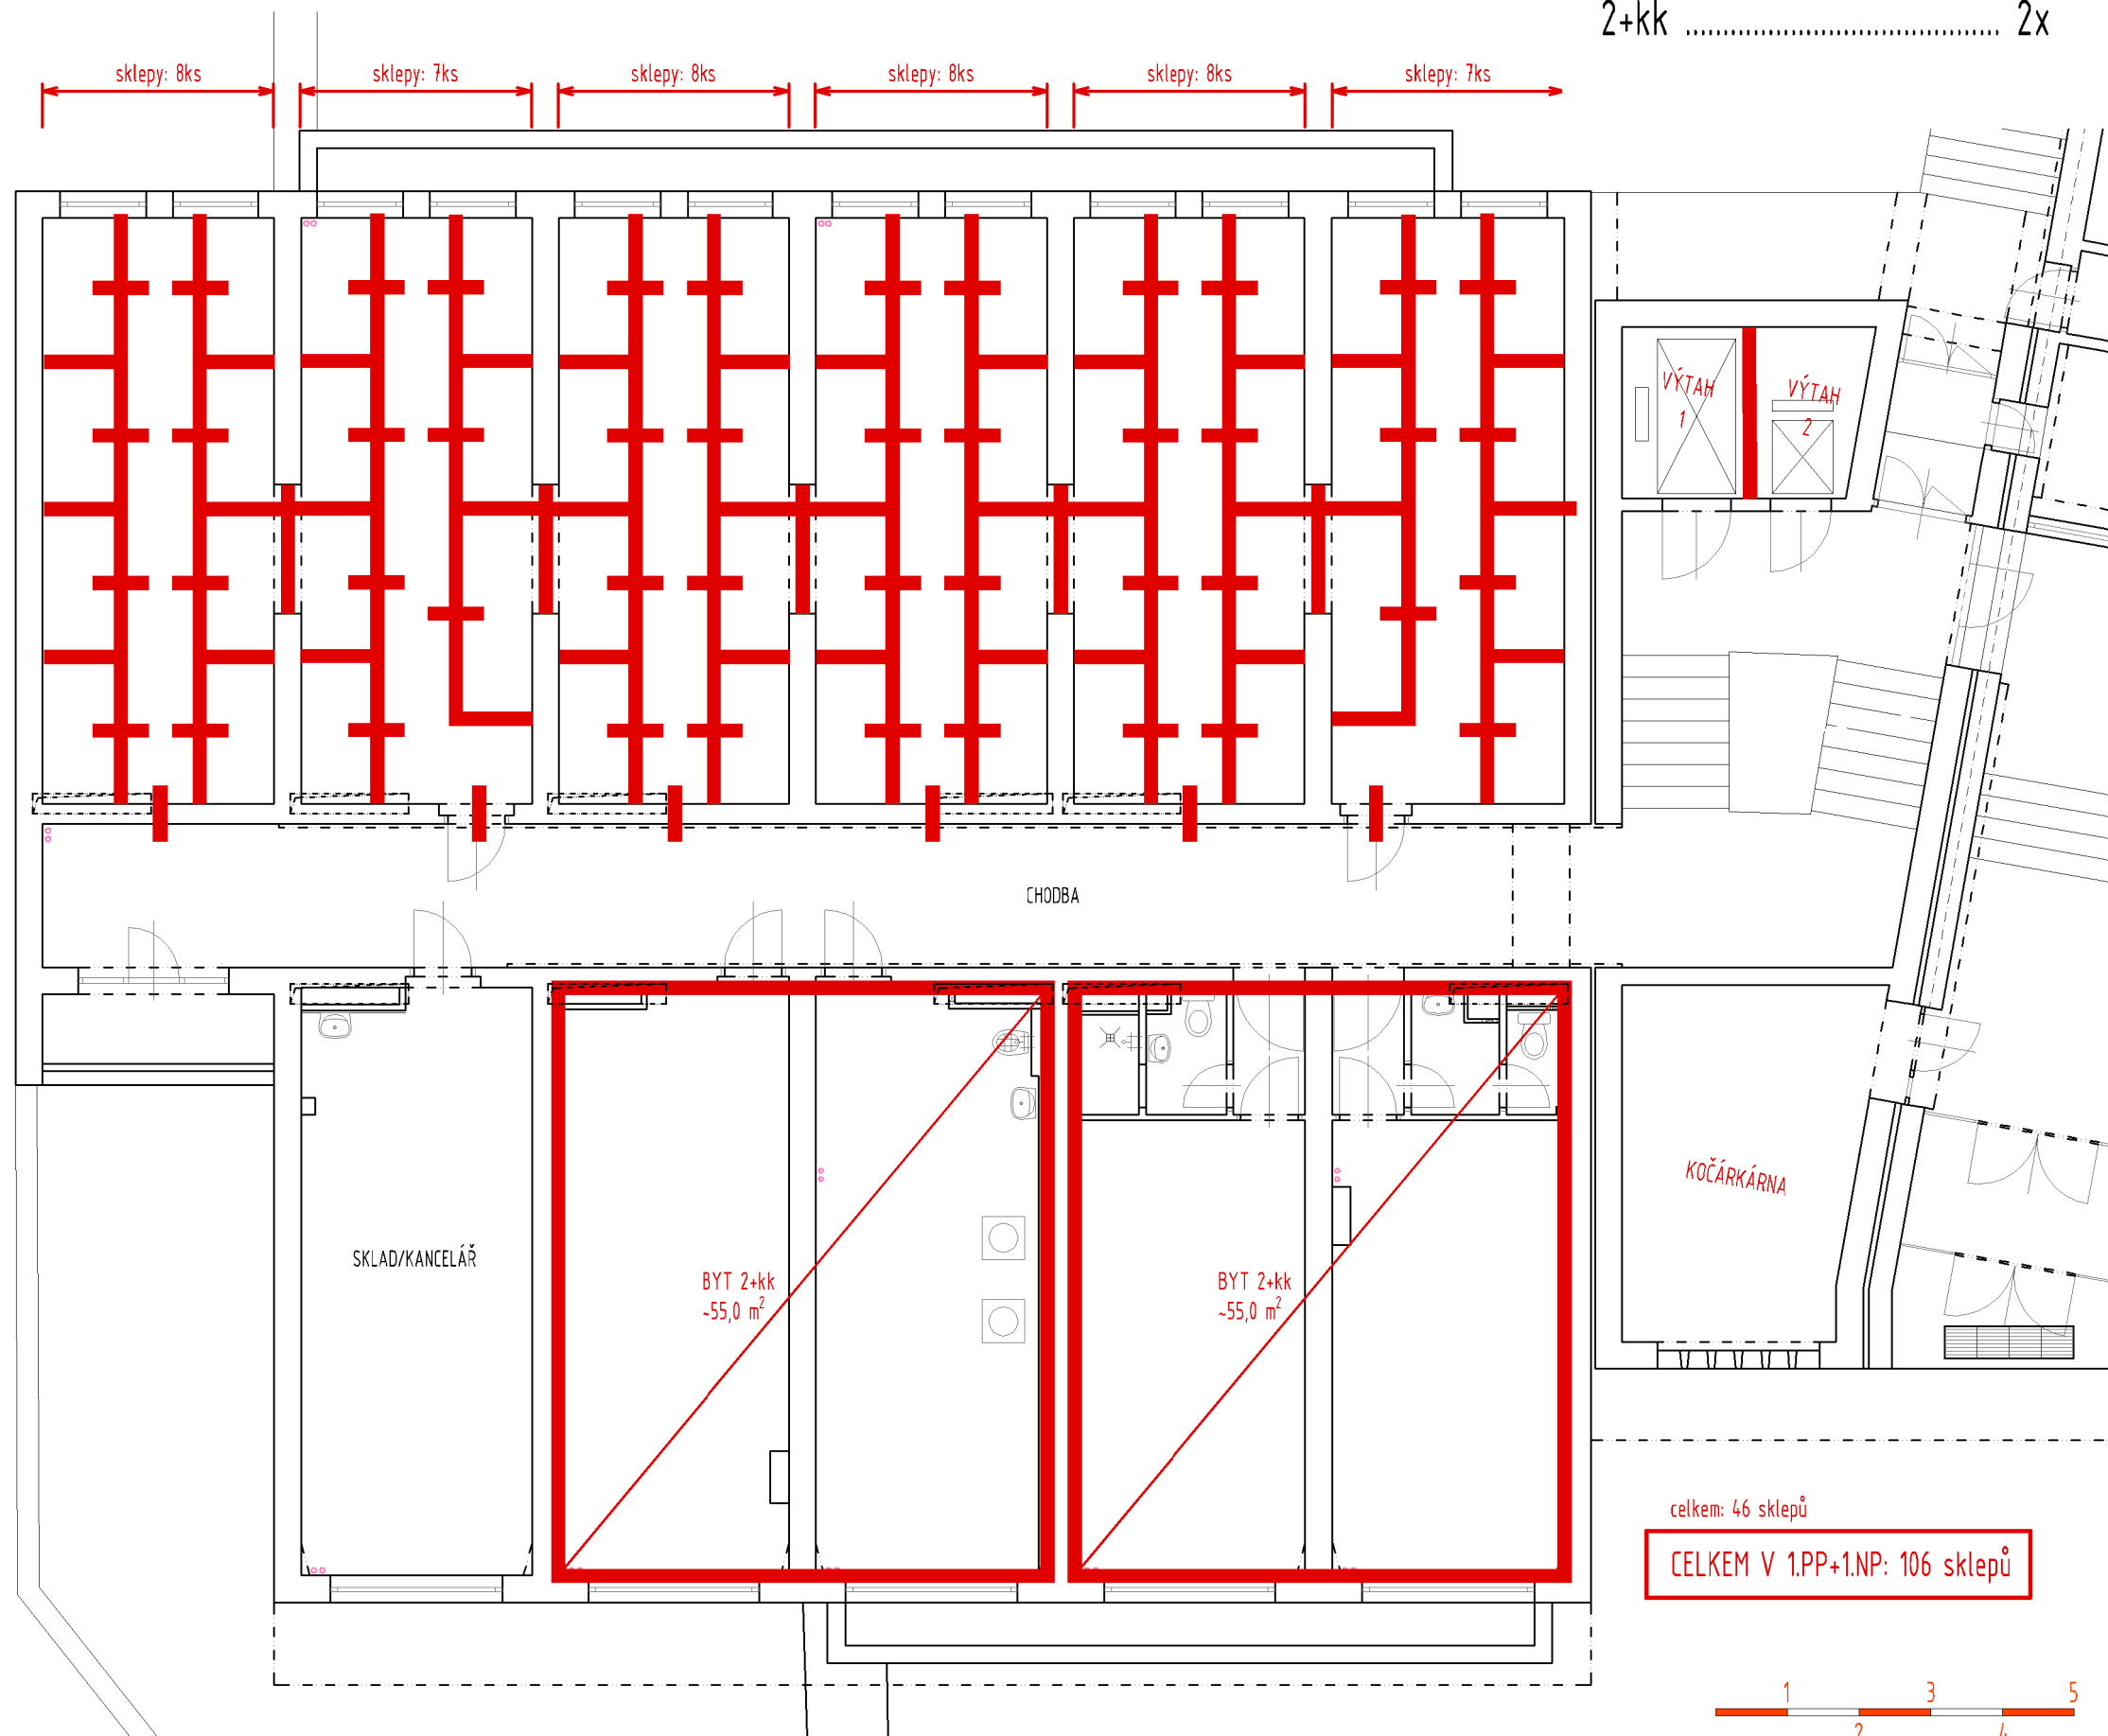 2+kk ........................................ 2x
sklepy: 8ks
sklepy: 7ks
sklepy: 8ks
sklepy: 8ks
sklepy: 8ks
sklepy: 7ks
VÝTAH
1
VÝTAH
2
CHODBA
KOČÁRKÁRNA
SKLAD/KANCELÁŘ
BYT 2+kk
~55,0 m²
BYT 2+kk
~55,0 m²
celkem: 46 sklepů
CELKEM V 1.PP+1.NP: 106 sklepů
1 3 5
2 4